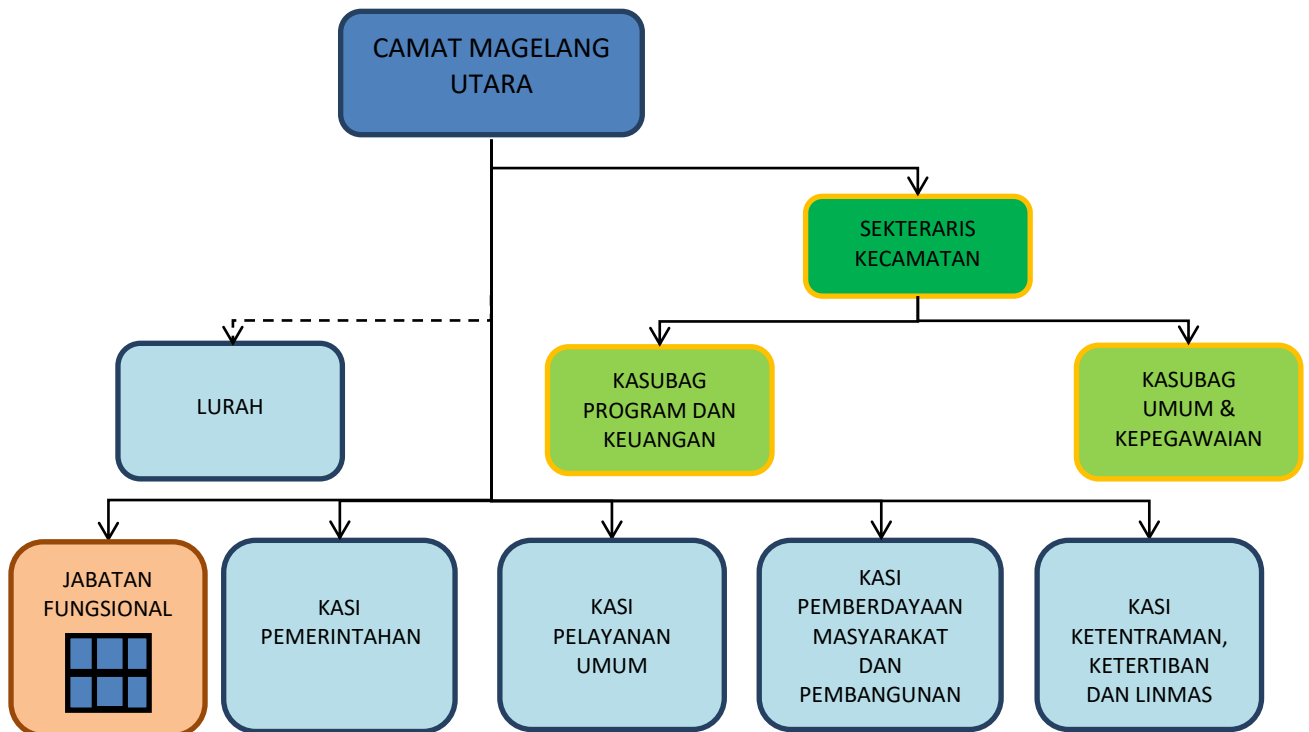 CAMAT MAGELANG
UTARA
SEKTERARIS
KECAMATAN
LURAH
KASUBAG
PROGRAM DAN
KEUANGAN
KASUBAG
UMUM &
KEPEGAWAIAN
JABATAN
FUNGSIONAL
KASI
PEMERINTAHAN
KASI
PELAYANAN
UMUM
KASI
PEMBERDAYAAN
MASYARAKAT
DAN
PEMBANGUNAN
KASI
KETENTRAMAN,
KETERTIBAN
DAN LINMAS